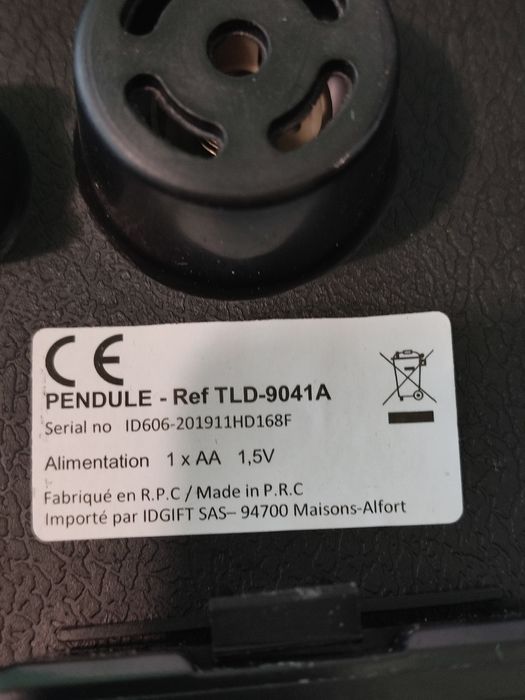 CE
PENDULE - Ref TLD-9041A
Serial no ID606-201911HD168F
Alimentation 1 x AA 1,5V
Fabriqué en R.P.C / Made in P.R.C
Importé par IDGIFT SAS– 94700 Maisons-Alfort